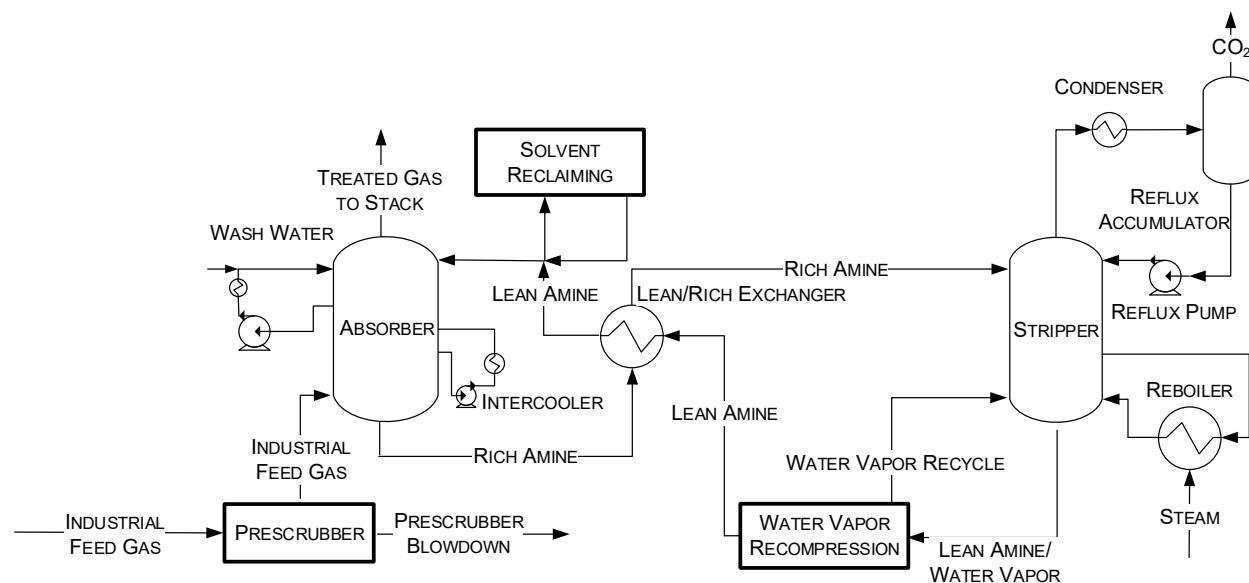 CO₂
CONDENSER
SOLVENT
RECLAIMING
TREATED GAS
TO STACK
REFLUX
ACCUMULATOR
WASH WATER
RICH AMINE
LEAN AMINE
LEAN/RICH EXCHANGER
REFLUX PUMP
ABSORBER
STRIPPER
REBOILER
INTERCOOLER
LEAN AMINE
INDUSTRIAL
FEED GAS
RICH AMINE
WATER VAPOR RECYCLE
STEAM
INDUSTRIAL
FEED GAS
PRESCRUBBER
PRESCRUBBER
BLOWDOWN
WATER VAPOR
RECOMPRESSION
LEAN AMINE/
WATER VAPOR